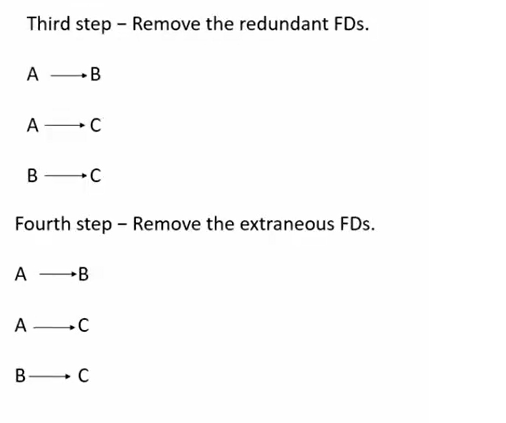 Third step – Remove the redundant FDs.
A ⟶ B
A ⟶ C
B ⟶ C
Fourth step – Remove the extraneous FDs.
A ⟶ B
A ⟶ C
B ⟶ C